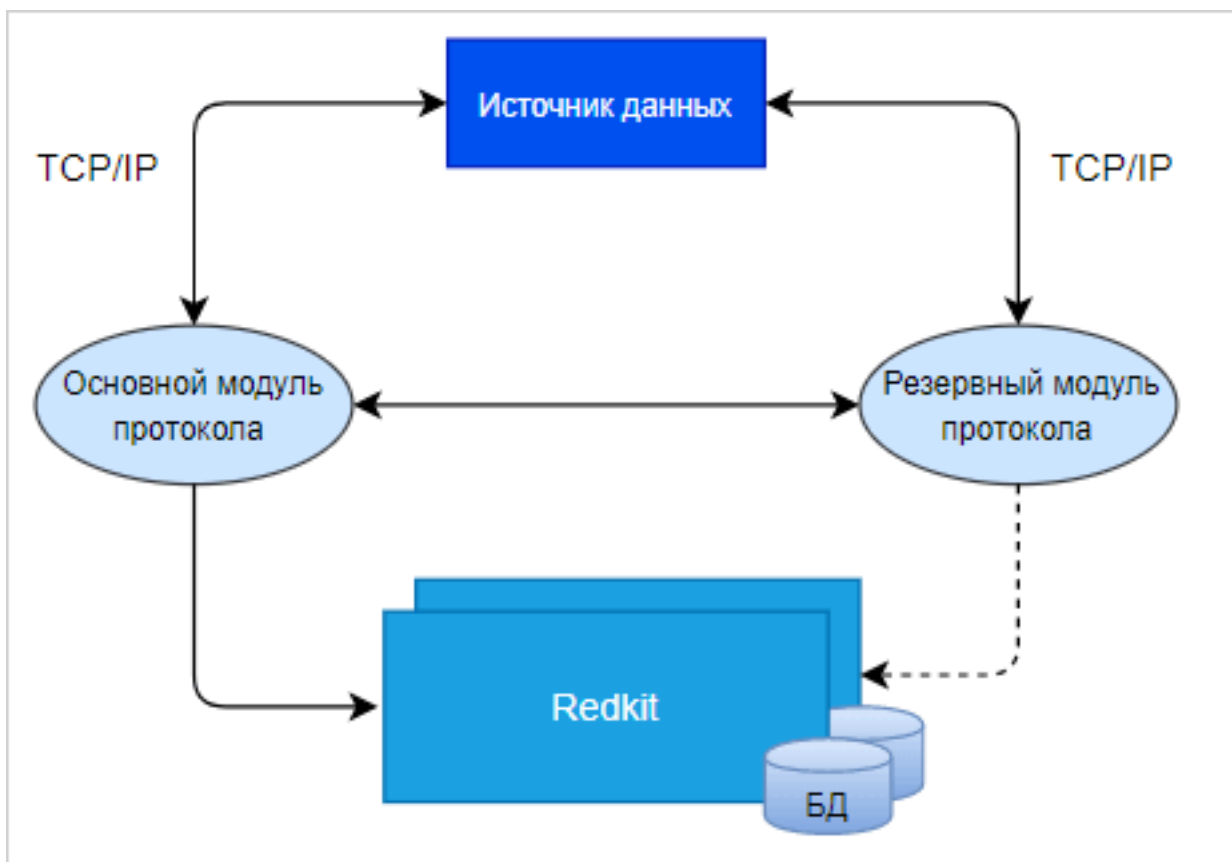 Источник данных
TCP/IP
TCP/IP
Основной модуль
протокола
Резервный модуль
протокола
Redkit
БД